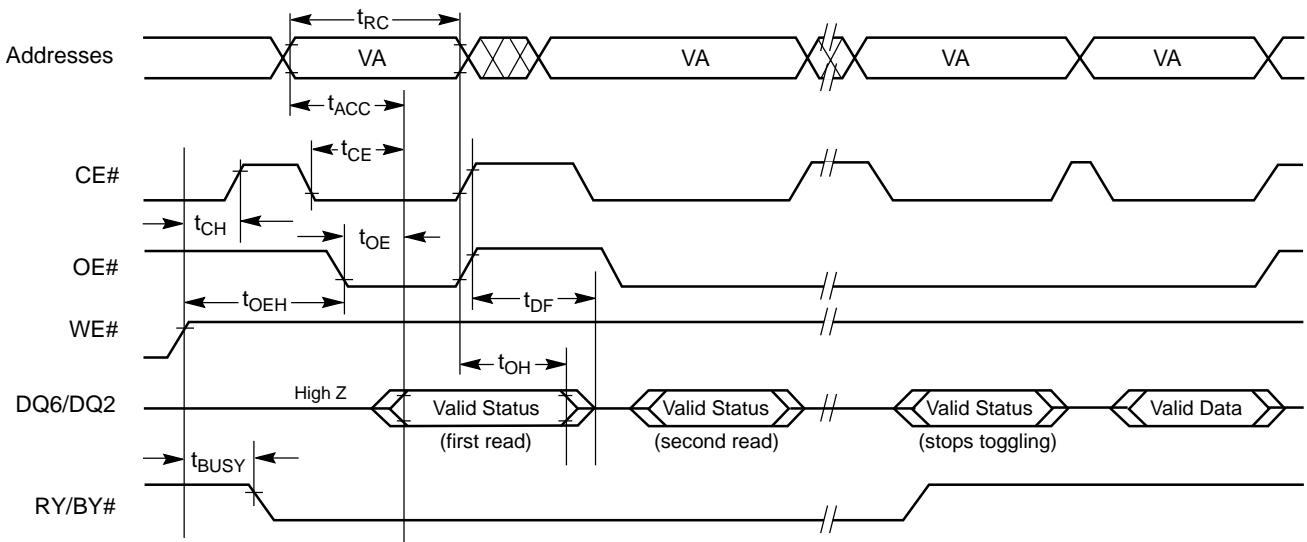 tRC
Addresses
VA
VA
VA
VA
tACC
tCE
CE#
tCH
tOE
OE#
tOEH
tDF
WE#
tOH
High Z
DQ6/DQ2
Valid Status
Valid Status
Valid Status
Valid Data
(first read)
(second read)
(stops toggling)
tBUSY
RY/BY#